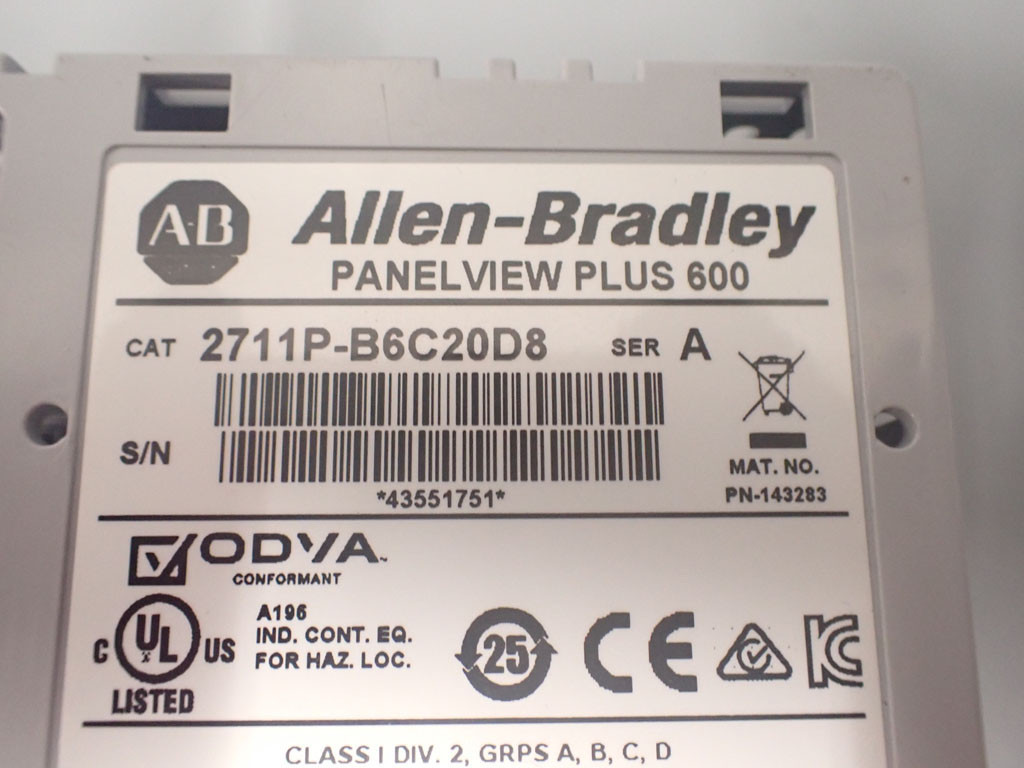 A-B
Allen-Bradley
PANELVIEW PLUS 600
CAT 2711P-B6C20D8 SER A
S/N
*43551751*
MAT. NO.
PN-143283
ODVA
CONFORMANT
C UL US
LISTED
A196
IND. CONT. EQ.
FOR HAZ. LOC.
25
CE
KC
CLASS I DIV. 2, GRPS A, B, C, D